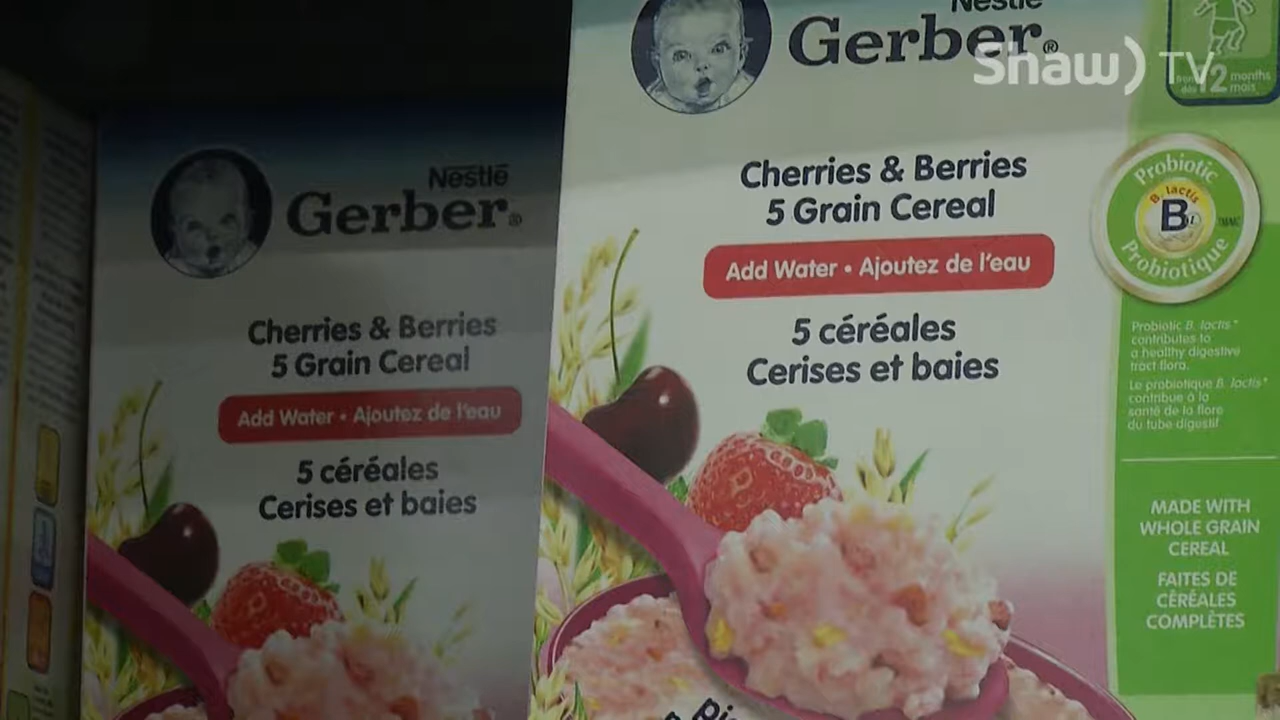 Nestlé
Gerber®
Shaw) TV
12 months
mois
Cherries & Berries
5 Grain Cereal
Add Water • Ajoutez de l'eau
5 céréales
Cerises et baies
Probiotic
B. lactis
BL
Probiotique
Probiotic B. lactis*
contributes to
a healthy digestive
tract flora.
Le probiotique B. lactis*
contribue à la
santé de la flore
du tube digestif
MADE WITH
WHOLE GRAIN
CEREAL
FAITES DE
CÉRÉALES
COMPLÈTES
Nestlé
Gerber®
Cherries & Berries
5 Grain Cereal
Add Water • Ajoutez de l'eau
5 céréales
Cerises et baies